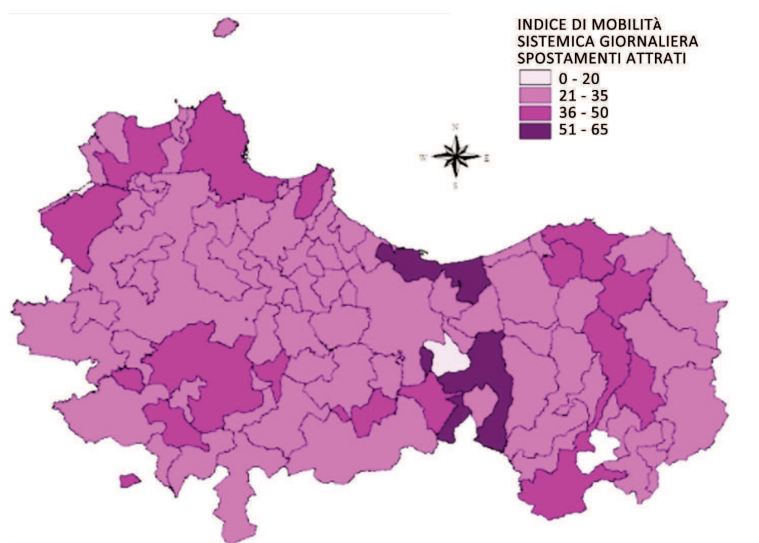 INDICE DI MOBILITÀ
SISTEMICA GIORNALIERA
SPOSTAMENTI ATTRATI
0 - 20
21 - 35
36 - 50
51 - 65
N
W
E
S